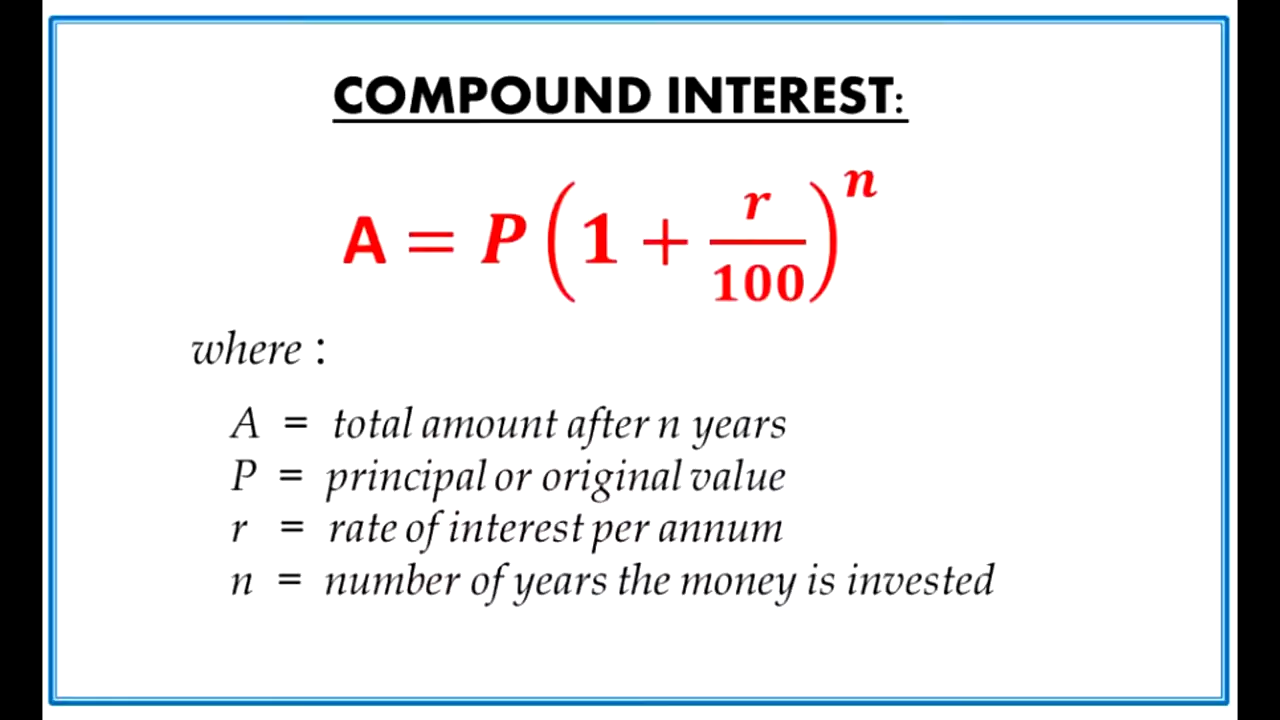 COMPOUND INTEREST:
A = P(1 + r/100)^n
where :
A = total amount after n years
P = principal or original value
r = rate of interest per annum
n = number of years the money is invested